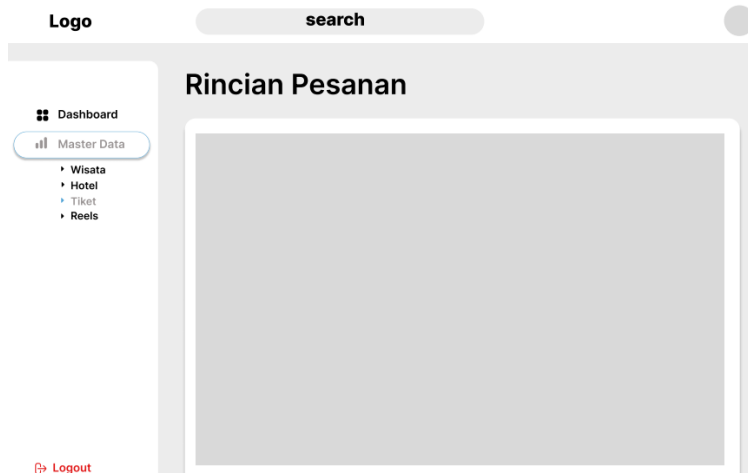 Logo
search
Rincian Pesanan
Dashboard
Master Data
Wisata
Hotel
Tiket
Reels
Logout